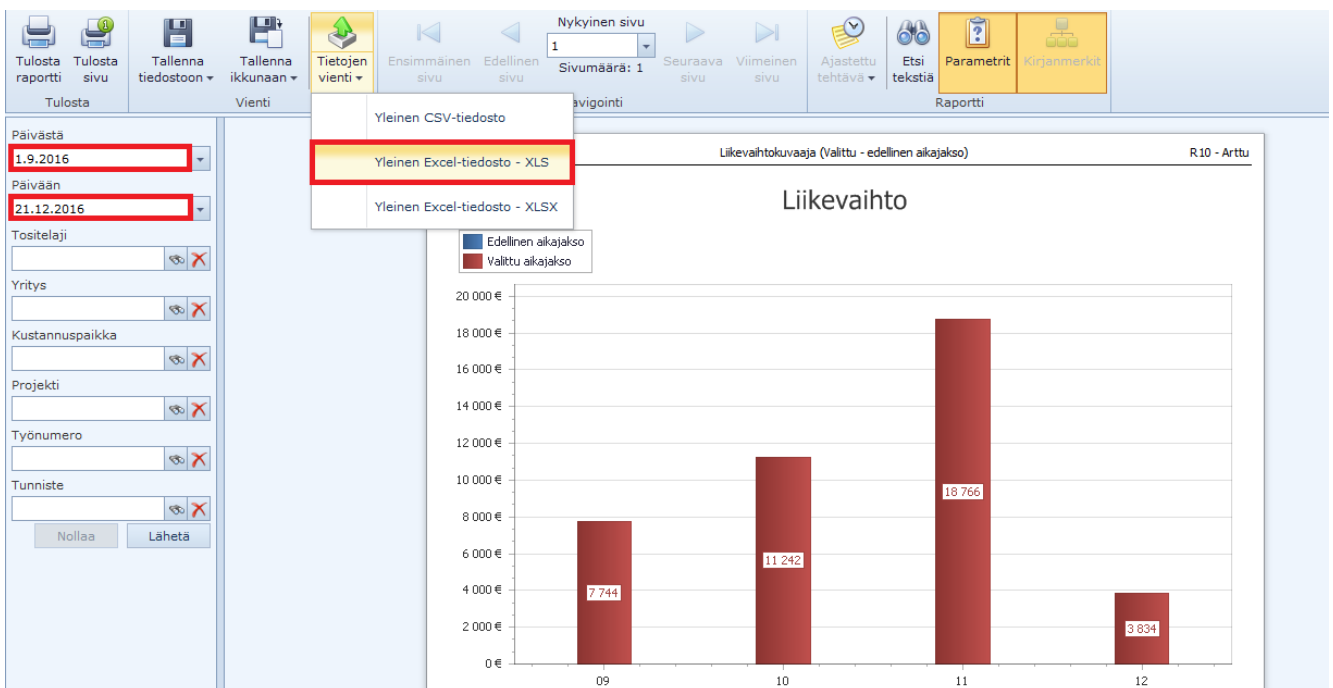 Tulosta raportti
Tulosta sivu
Tallenna tiedostoon
Tallenna ikkunaan
Tietojen vienti
Ensimmäinen sivu
Edellinen sivu
Nykyinen sivu
1
Sivumäärä: 1
Seuraava sivu
Viimeinen sivu
Ajastettu tehtävä
Etsi tekstiä
Parametrit
Kirjanmerkit
Tulosta
Vienti
avigointi
Raportti
Yleinen CSV-tiedosto
Yleinen Excel-tiedosto - XLS
Yleinen Excel-tiedosto - XLSX
Päivästä
1.9.2016
Päivään
21.12.2016
Tositelaji
Yritys
Kustannuspaikka
Projekti
Työnumero
Tunniste
Nollaa
Lähetä
Liikevaihtokuvaaja (Valittu - edellinen aikajakso)
R10 - Arttu
Liikevaihto
Edellinen aikajakso
Valittu aikajakso
20 000 €
18 000 €
16 000 €
14 000 €
12 000 €
10 000 €
8 000 €
6 000 €
4 000 €
2 000 €
0 €
7 744
11 242
18 766
3 834
09
10
11
12